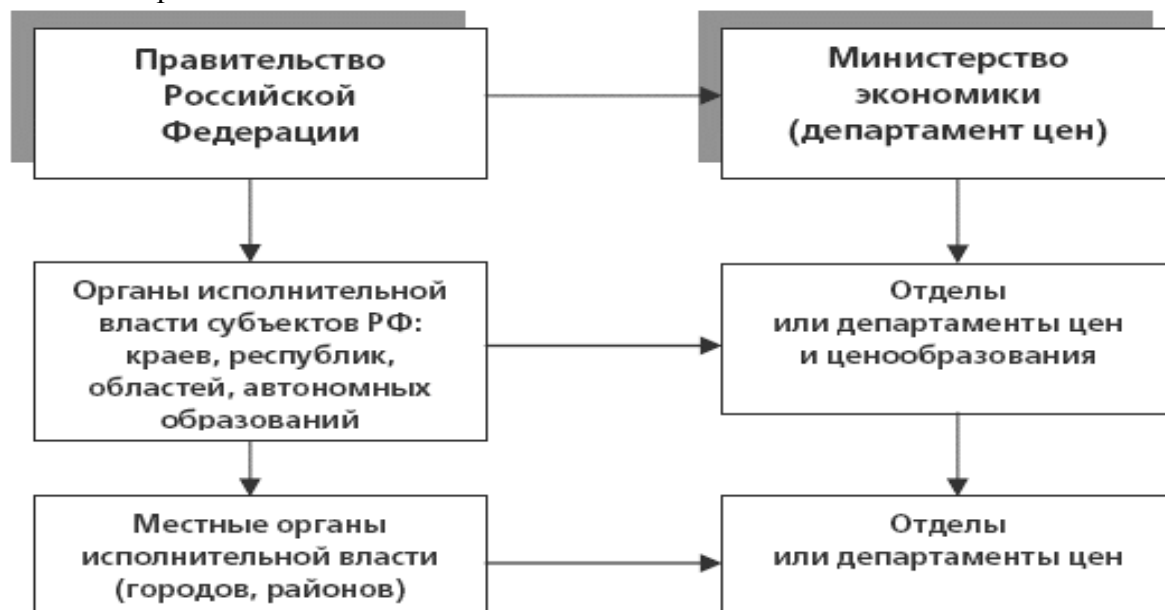 Правительство
Российской
Федерации
Министерство
экономики
(департамент цен)
Органы исполнительной
власти субъектов РФ:
краев, республик,
областей, автономных
образований
Отделы
или департаменты цен
и ценообразования
Местные органы
исполнительной власти
(городов, районов)
Отделы
или департаменты цен